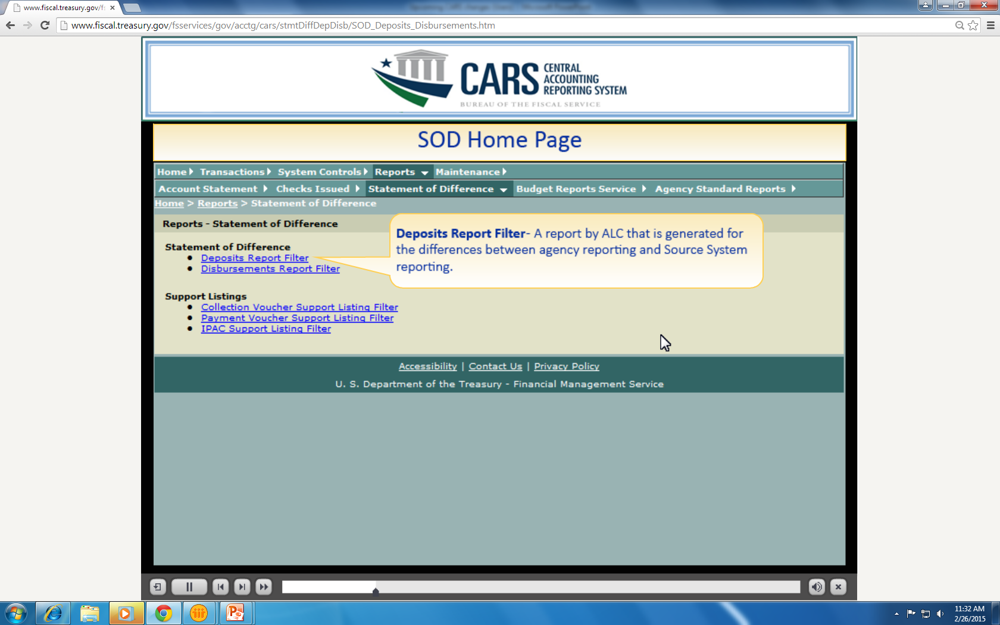 www.fiscal.treasury.gov/fs
www.fiscal.treasury.gov/fsservices/gov/acctg/cars/stmtDiffDepDisb/SOD_Deposits_Disbursements.htm
CARS CENTRAL
ACCOUNTING
REPORTING SYSTEM
BUREAU OF THE FISCAL SERVICE
SOD Home Page
Home Transactions System Controls Reports Maintenance
Account Statement Checks Issued Statement of Difference Budget Reports Service Agency Standard Reports
Home > Reports > Statement of Difference
Reports - Statement of Difference
Deposits Report Filter- A report by ALC that is generated for
the differences between agency reporting and Source System
reporting.
Statement of Difference
Deposits Report Filter
Disbursements Report Filter
Support Listings
Collection Voucher Support Listing Filter
Payment Voucher Support Listing Filter
IPAC Support Listing Filter
Accessibility | Contact Us | Privacy Policy
U. S. Department of the Treasury - Financial Management Service
11:32 AM
2/26/2015